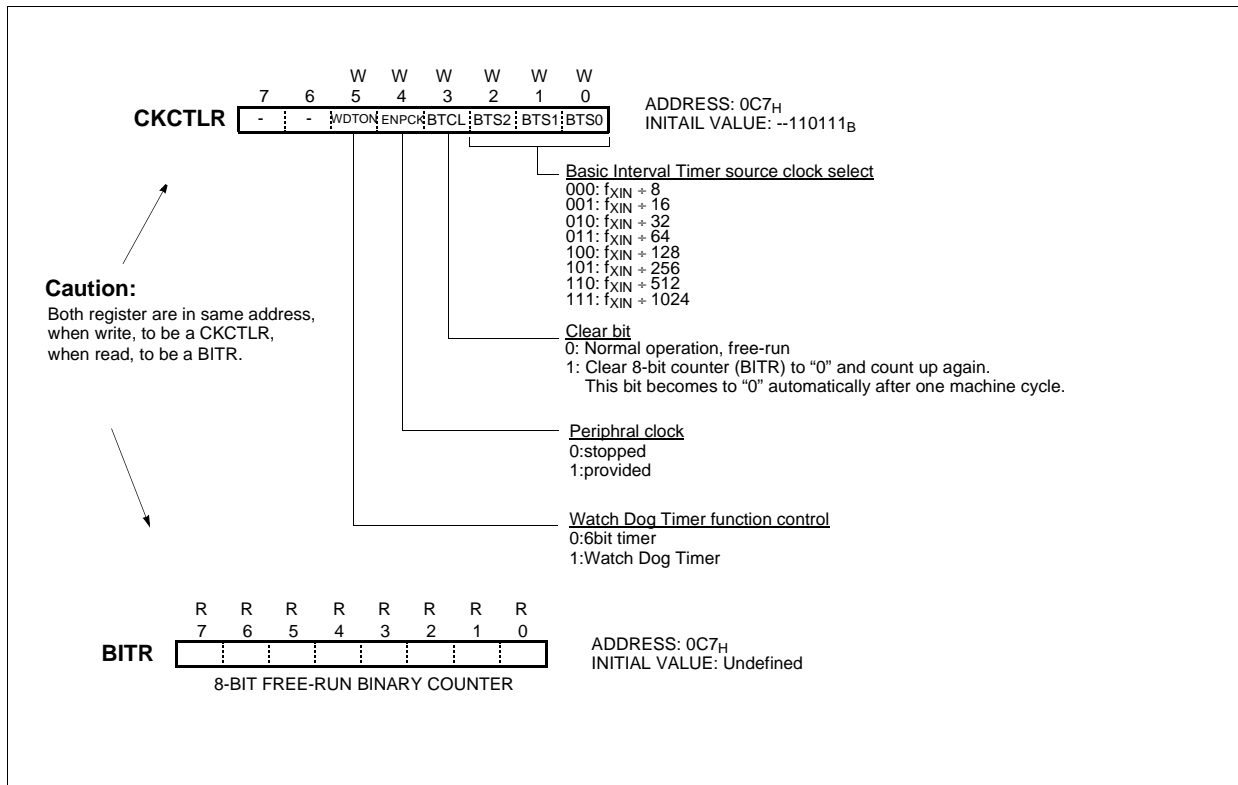 W W W W W W
7 6 5 4 3 2 1 0
CKCTLR - - WDTON ENPCK BTCL BTS2 BTS1 BTS0
ADDRESS: 0C7H
INITAIL VALUE: --110111B
Basic Interval Timer source clock select
000: fXIN ÷ 8
001: fXIN ÷ 16
010: fXIN ÷ 32
011: fXIN ÷ 64
100: fXIN ÷ 128
101: fXIN ÷ 256
110: fXIN ÷ 512
111: fXIN ÷ 1024
Caution:
Both register are in same address,
when write, to be a CKCTLR,
when read, to be a BITR.
Clear bit
0: Normal operation, free-run
1: Clear 8-bit counter (BITR) to “0” and count up again.
This bit becomes to “0” automatically after one machine cycle.
Periphral clock
0:stopped
1:provided
Watch Dog Timer function control
0:6bit timer
1:Watch Dog Timer
R R R R R R R R
7 6 5 4 3 2 1 0
BITR
ADDRESS: 0C7H
INITIAL VALUE: Undefined
8-BIT FREE-RUN BINARY COUNTER